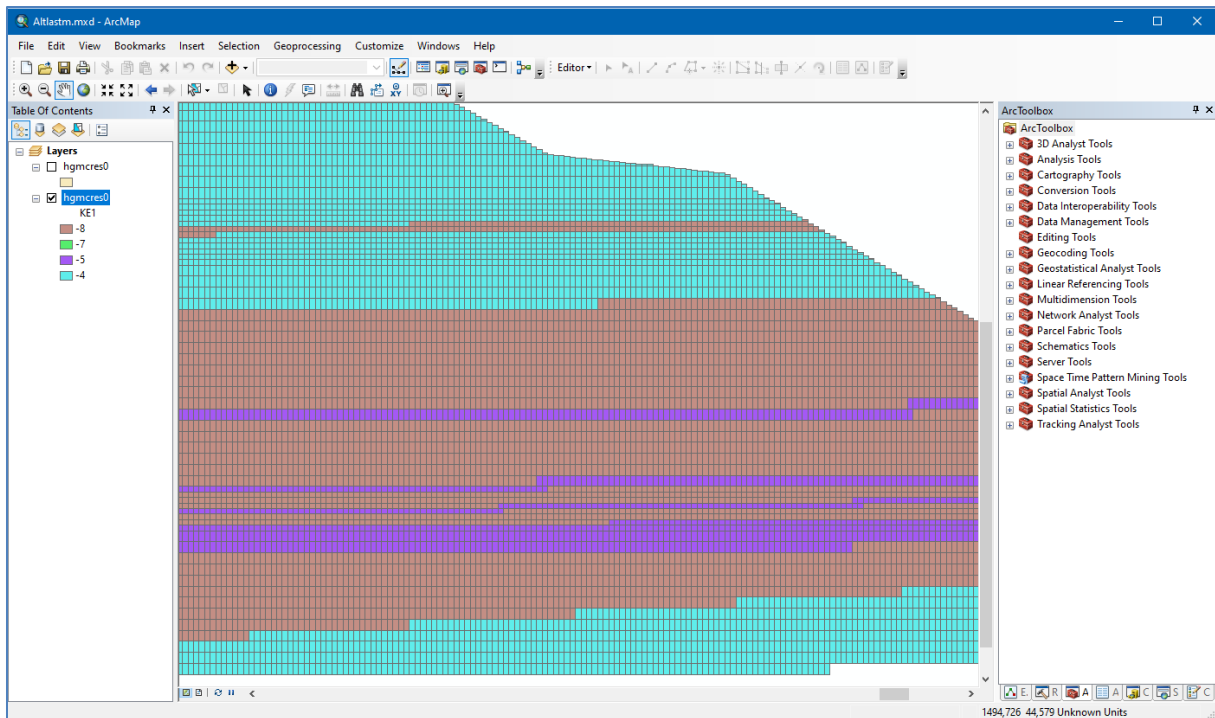 Altlastm.mxd - ArcMap
File Edit View Bookmarks Insert Selection Geoprocessing Customize Windows Help
Editor
Table Of Contents
Layers
hgmcres0
hgmcres0
KE1
-8
-7
-5
-4
ArcToolbox
ArcToolbox
3D Analyst Tools
Analysis Tools
Cartography Tools
Conversion Tools
Data Interoperability Tools
Data Management Tools
Editing Tools
Geocoding Tools
Geostatistical Analyst Tools
Linear Referencing Tools
Multidimension Tools
Network Analyst Tools
Parcel Fabric Tools
Schematics Tools
Server Tools
Space Time Pattern Mining Tools
Spatial Analyst Tools
Spatial Statistics Tools
Tracking Analyst Tools
E. R A A C S C
1494,726 44,579 Unknown Units